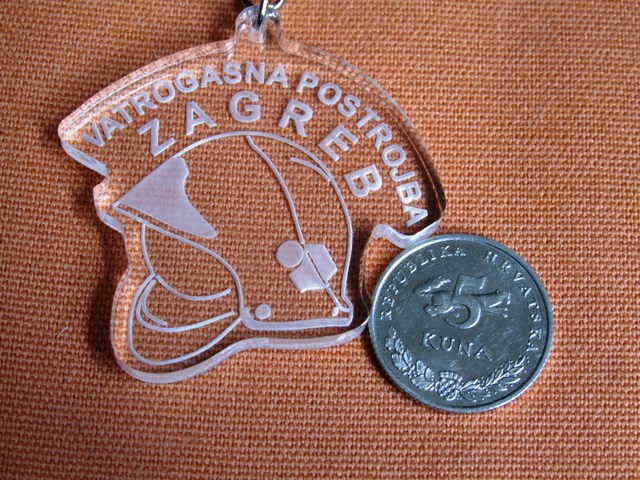 VATROGASNA POSTROJBA
ZAGREB
REPUBLIKA HRVATSKA
5
KUNA